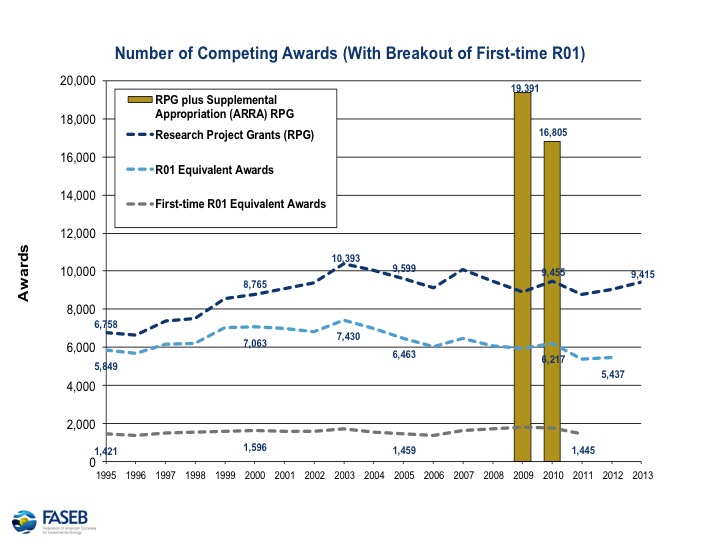 Number of Competing Awards (With Breakout of First-time R01)
20,000
18,000
16,000
14,000
12,000
10,000
8,000
6,000
4,000
2,000
0
Awards
RPG plus Supplemental
Appropriation (ARRA) RPG
Research Project Grants (RPG)
R01 Equivalent Awards
First-time R01 Equivalent Awards
19,391
16,805
6,758
8,765
10,393
9,599
9,455
9,415
5,849
7,063
7,430
6,463
6,217
5,437
1,421
1,596
1,459
1,445
1995 1996 1997 1998 1999 2000 2001 2002 2003 2004 2005 2006 2007 2008 2009 2010 2011 2012 2013
FASEB
Federation of American Societies
for Experimental Biology